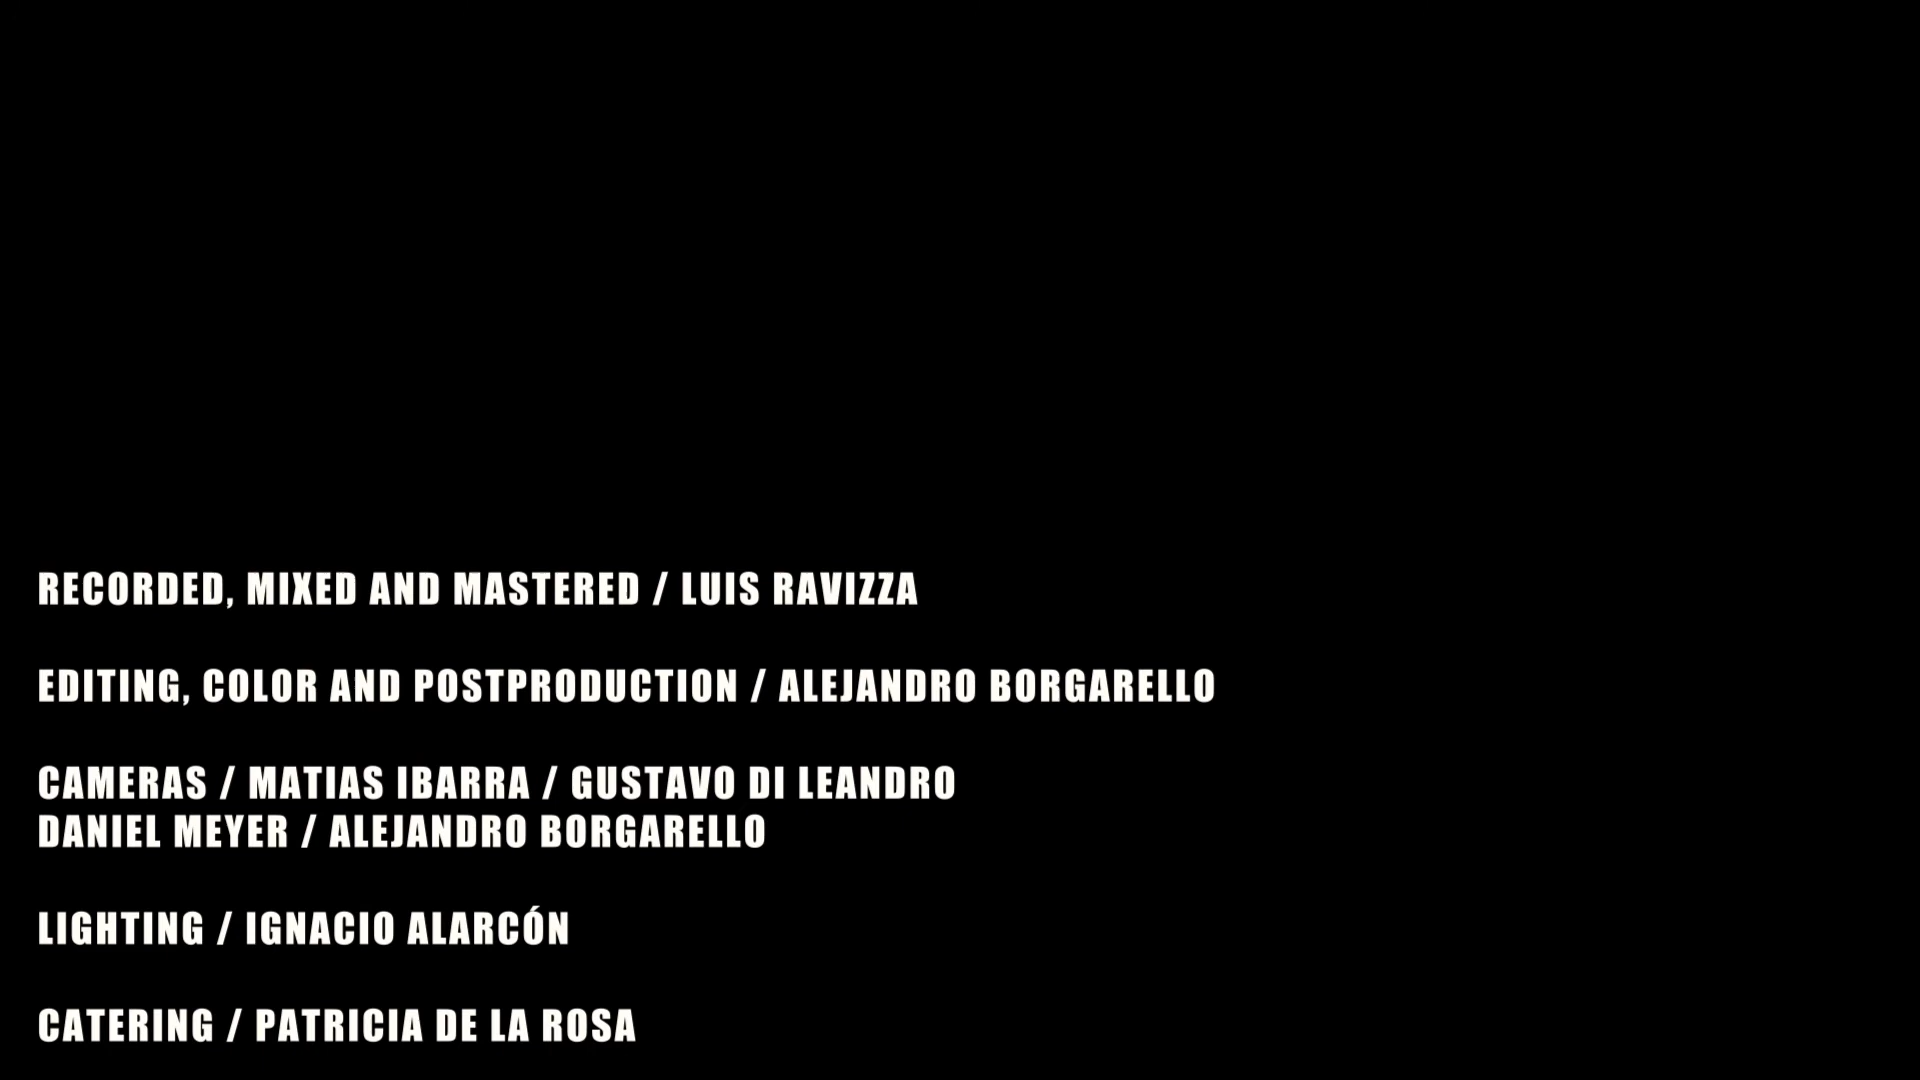 RECORDED, MIXED AND MASTERED / LUIS RAVIZZA
EDITING, COLOR AND POSTPRODUCTION / ALEJANDRO BORGARELLO
CAMERAS / MATIAS IBARRA / GUSTAVO DI LEANDRO
DANIEL MEYER / ALEJANDRO BORGARELLO
LIGHTING / IGNACIO ALARCÓN
CATERING / PATRICIA DE LA ROSA